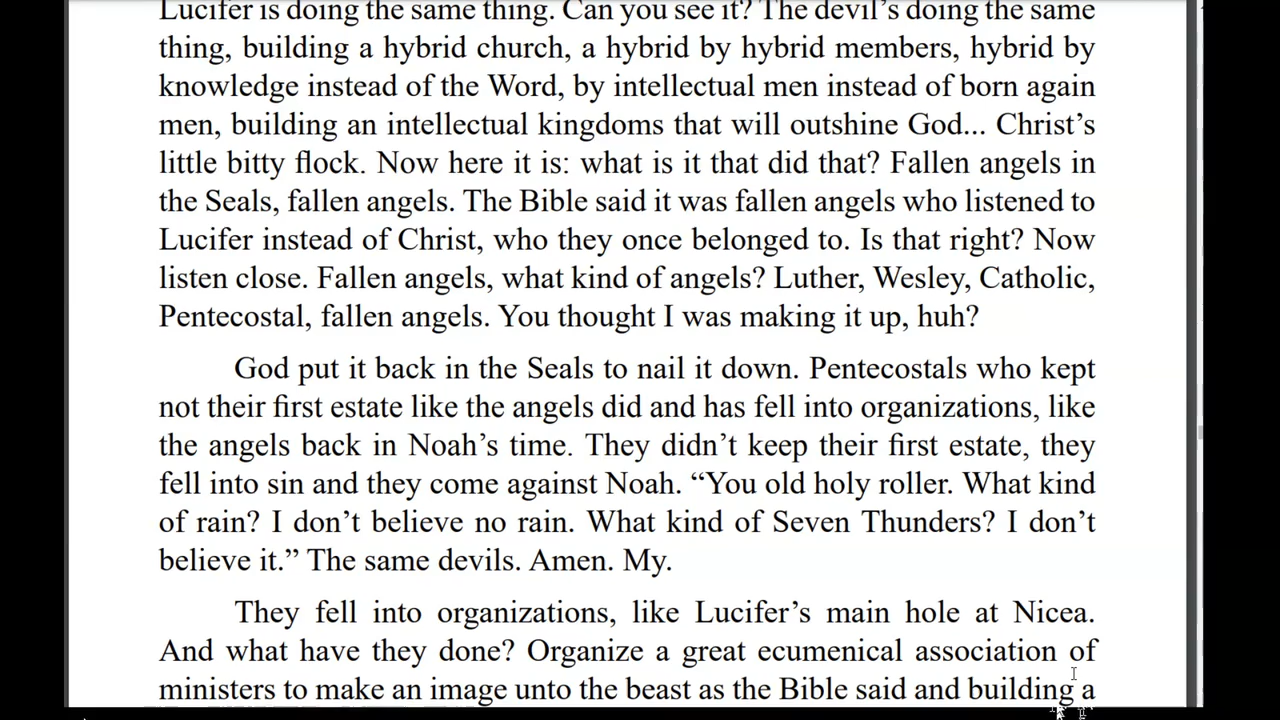 Lucifer is doing the same thing. Can you see it? The devil’s doing the same
thing, building a hybrid church, a hybrid by hybrid members, hybrid by
knowledge instead of the Word, by intellectual men instead of born again
men, building an intellectual kingdoms that will outshine God... Christ’s
little bitty flock. Now here it is: what is it that did that? Fallen angels in
the Seals, fallen angels. The Bible said it was fallen angels who listened to
Lucifer instead of Christ, who they once belonged to. Is that right? Now
listen close. Fallen angels, what kind of angels? Luther, Wesley, Catholic,
Pentecostal, fallen angels. You thought I was making it up, huh?
God put it back in the Seals to nail it down. Pentecostals who kept
not their first estate like the angels did and has fell into organizations, like
the angels back in Noah’s time. They didn’t keep their first estate, they
fell into sin and they come against Noah. “You old holy roller. What kind
of rain? I don’t believe no rain. What kind of Seven Thunders? I don’t
believe it.” The same devils. Amen. My.
They fell into organizations, like Lucifer’s main hole at Nicea.
And what have they done? Organize a great ecumenical association of
ministers to make an image unto the beast as the Bible said and building a